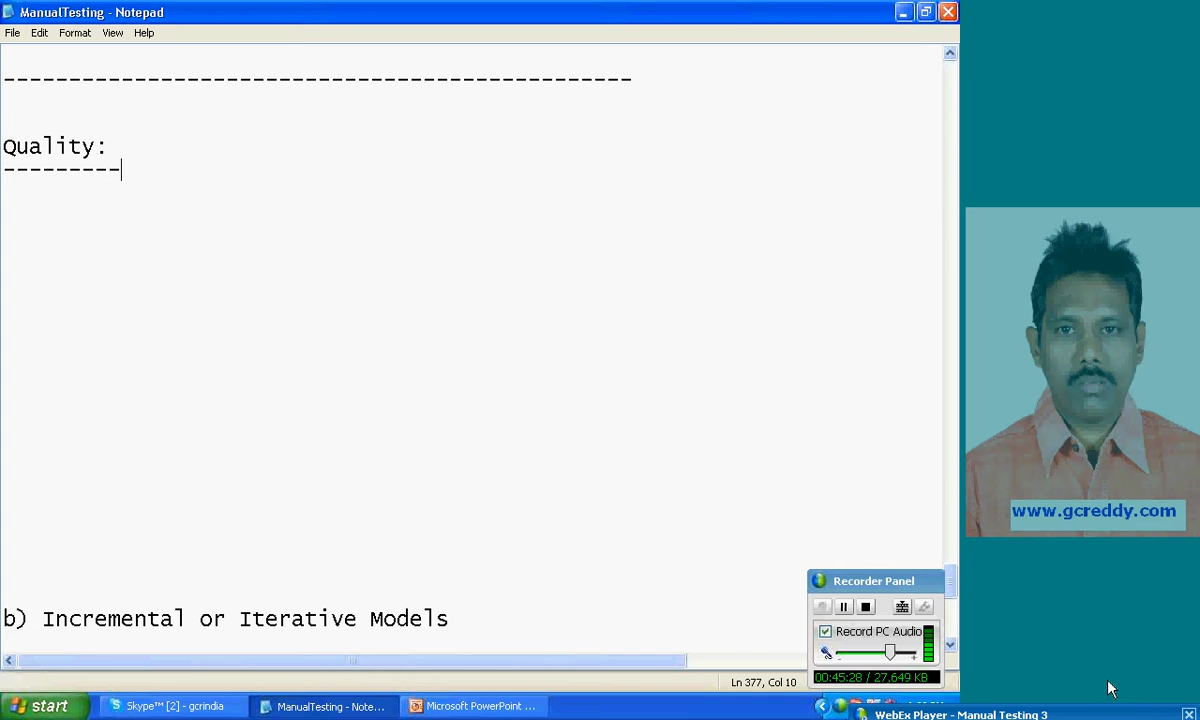 ManualTesting - Notepad
File Edit Format View Help
------------------------------------------------
Quality:
---------
b) Incremental or Iterative Models
www.gcreddy.com
Recorder Panel
Record PC Audio
- +
00:45:28 / 27,649 KB
Ln 377, Col 10
start
Skype™ [2] - gcrindia
ManualTesting - Note...
Microsoft PowerPoint ...
WebEx Player - Manual Testing 3